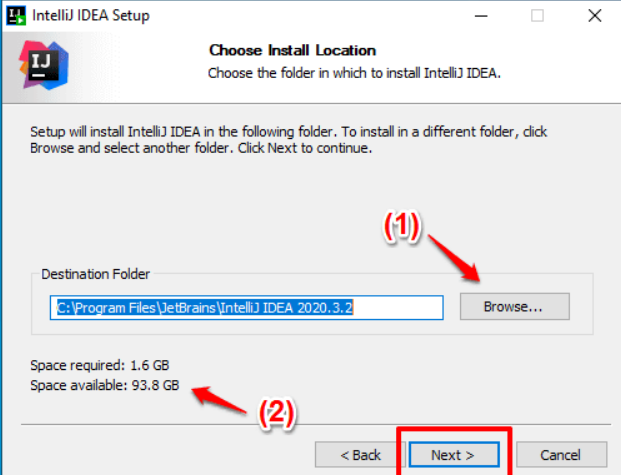 IntelliJ IDEA Setup
IJ
Choose Install Location
Choose the folder in which to install IntelliJ IDEA.
Setup will install IntelliJ IDEA in the following folder. To install in a different folder, click
Browse and select another folder. Click Next to continue.
(1)
Destination Folder
C:\Program Files\JetBrains\IntelliJ IDEA 2020.3.2
Browse...
Space required: 1.6 GB
Space available: 93.8 GB
(2)
< Back
Next >
Cancel